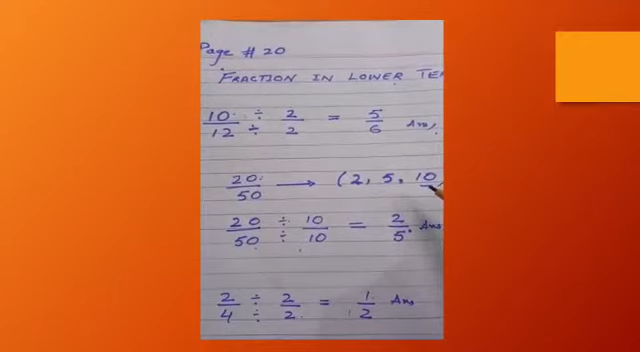 Page # 20
FRACTION IN LOWER TE
10/12 ÷ 2/2 = 5/6 Ans,
20/50 → (2, 5, 10
20/50 ÷ 10/10 = 2/5 Ans
2/4 ÷ 2/2 = 1/2 Ans